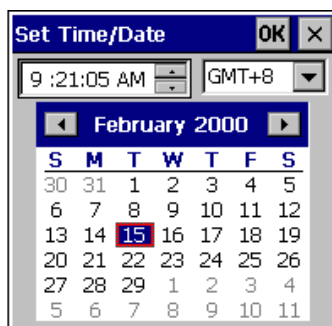 Set Time/Date OK ×
9 :21:05 AM GMT+8
February 2000
S M T W T F S
30 31 1 2 3 4 5
6 7 8 9 10 11 12
13 14 15 16 17 18 19
20 21 22 23 24 25 26
27 28 29 1 2 3 4
5 6 7 8 9 10 11